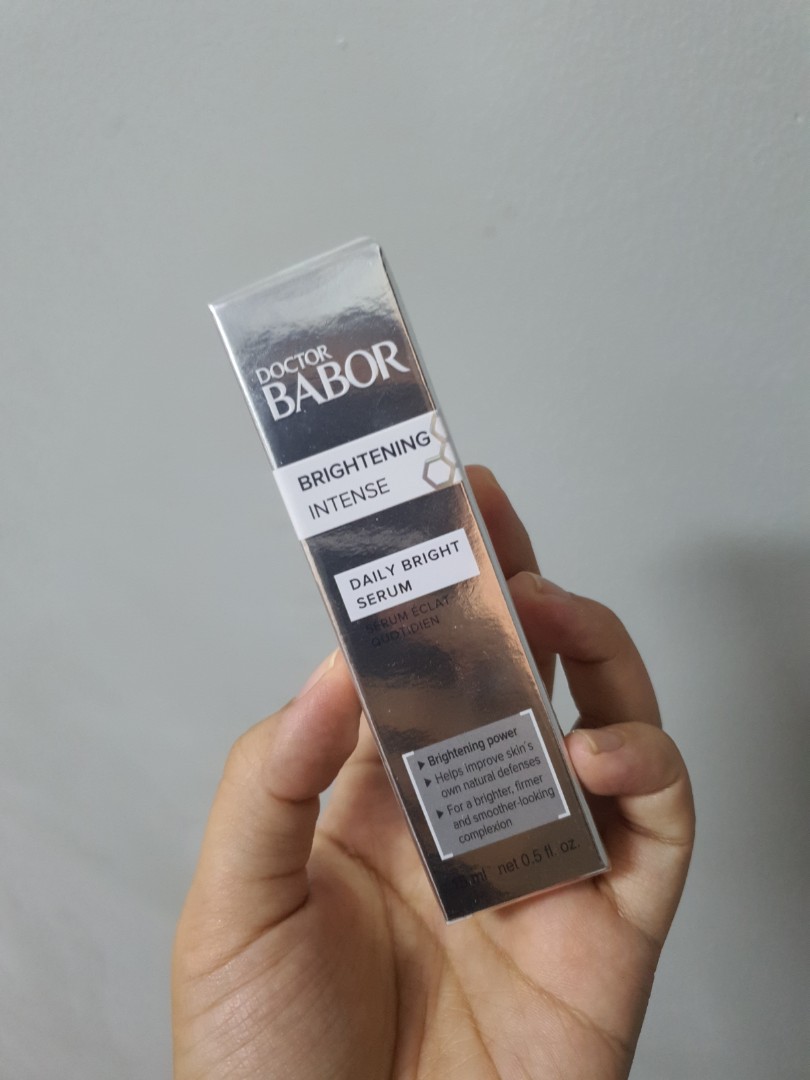 DOCTOR
BABOR
BRIGHTENING
INTENSE
DAILY BRIGHT
SERUM
SÉRUM ÉCLAT
QUOTIDIEN
▶ Brightening power
▶ Helps improve skin's
own natural defenses
▶ For a brighter, firmer
and smoother-looking
complexion
15 ml net 0.5 fl. oz.